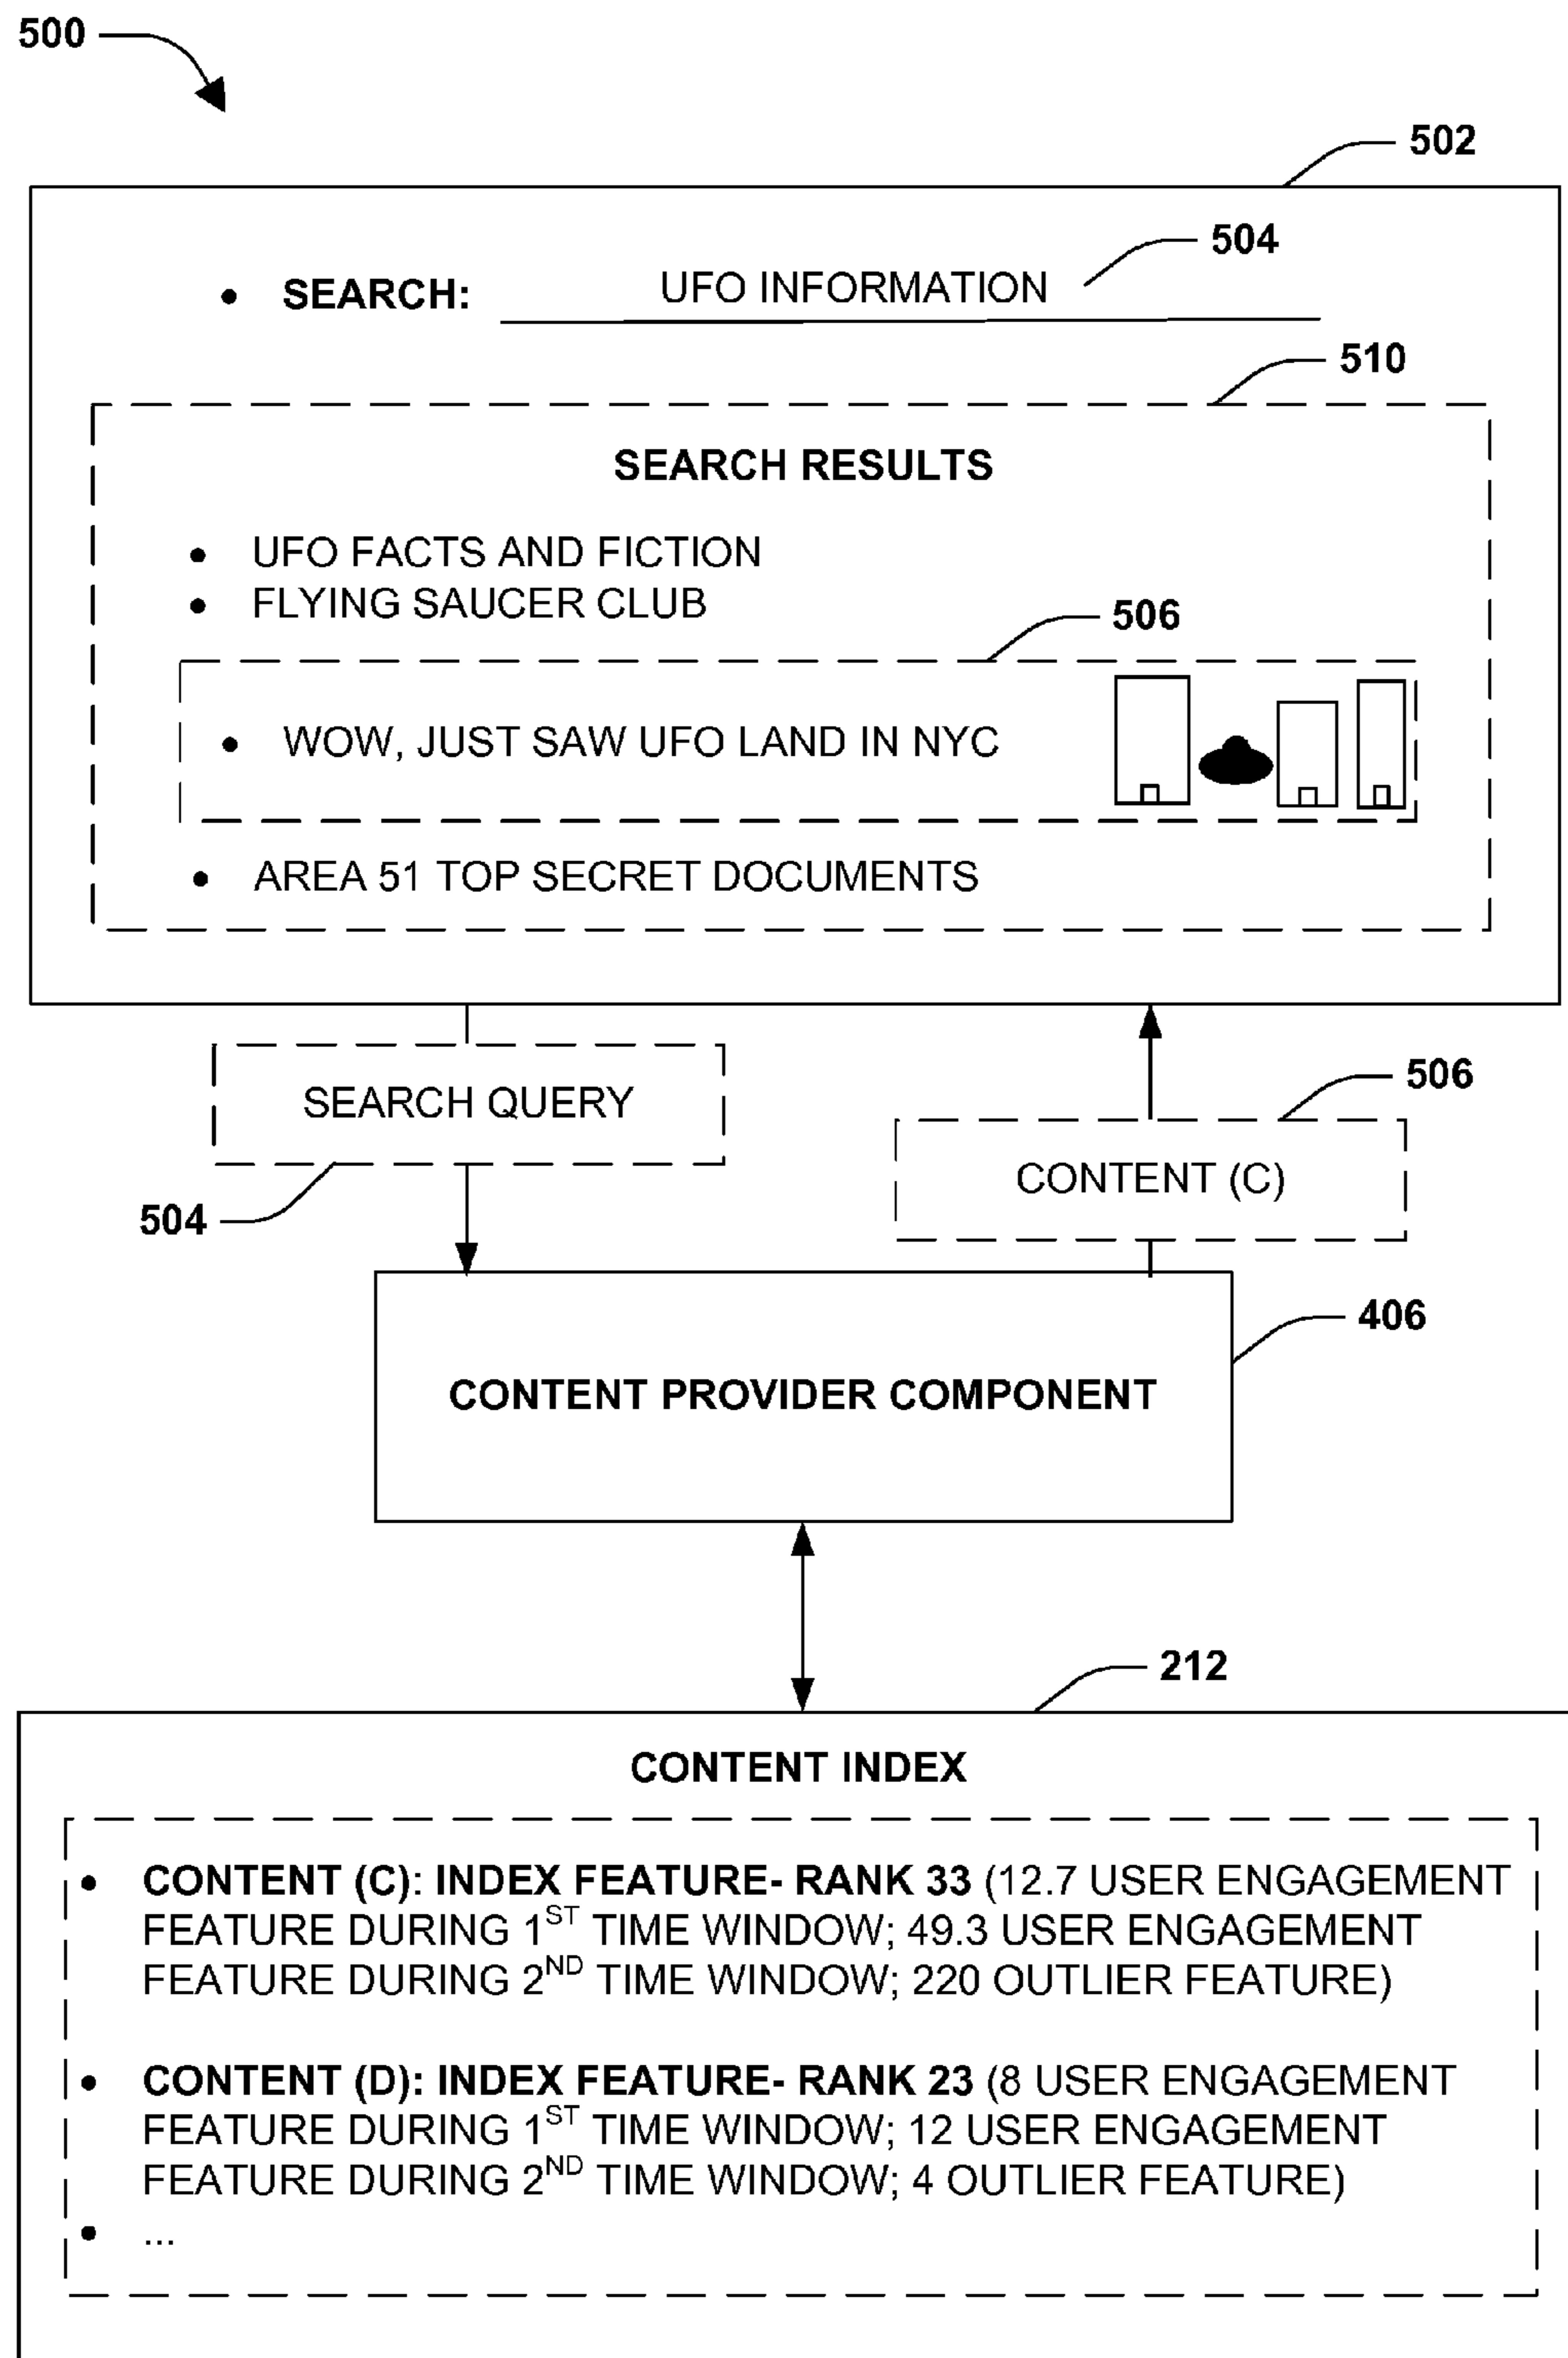 500
502
504
• SEARCH: UFO INFORMATION
510
SEARCH RESULTS
• UFO FACTS AND FICTION
• FLYING SAUCER CLUB
506
• WOW, JUST SAW UFO LAND IN NYC
• AREA 51 TOP SECRET DOCUMENTS
SEARCH QUERY
504
506
CONTENT (C)
406
CONTENT PROVIDER COMPONENT
212
CONTENT INDEX
• CONTENT (C): INDEX FEATURE- RANK 33 (12.7 USER ENGAGEMENT
FEATURE DURING 1ST TIME WINDOW; 49.3 USER ENGAGEMENT
FEATURE DURING 2ND TIME WINDOW; 220 OUTLIER FEATURE)
• CONTENT (D): INDEX FEATURE- RANK 23 (8 USER ENGAGEMENT
FEATURE DURING 1ST TIME WINDOW; 12 USER ENGAGEMENT
FEATURE DURING 2ND TIME WINDOW; 4 OUTLIER FEATURE)
• ...